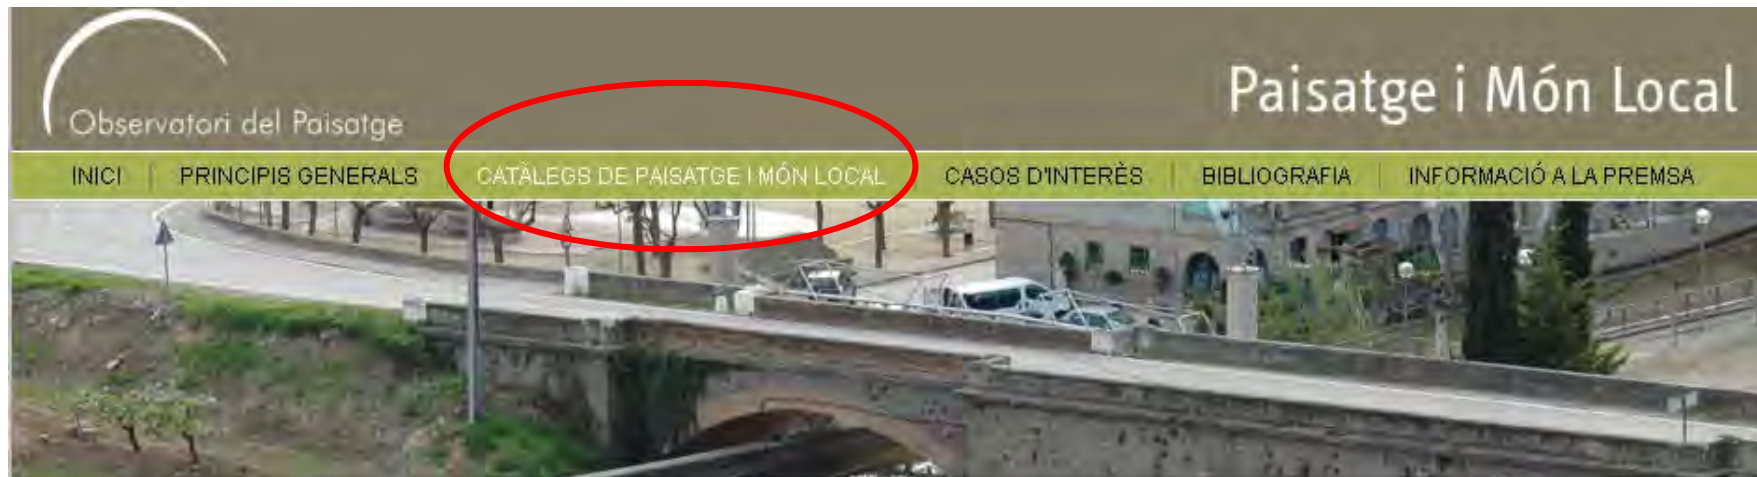 Observatori del Paisatge
Paisatge i Món Local
INICI | PRINCIPIS GENERALS CATÀLEGS DE PAISATGE I MÓN LOCAL CASOS D'INTERÈS | BIBLIOGRAFIA | INFORMACIÓ A LA PREMSA